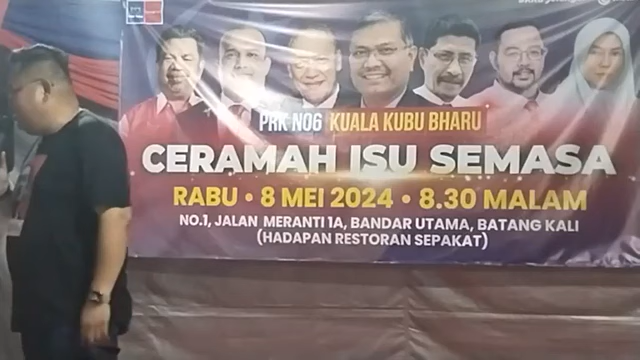 PRK N06 KUALA KUBU BHARU
CERAMAH ISU SEMASA
RABU • 8 MEI 2024 • 8.30 MALAM
NO.1, JALAN MERANTI 1A, BANDAR UTAMA, BATANG KALI
(HADAPAN RESTORAN SEPAKAT)